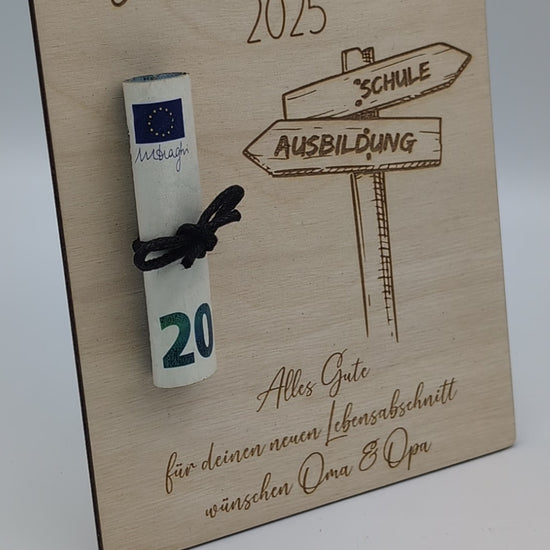 2025
SCHULE
AUSBILDUNG
20
Alles Gute
für deinen neuen Lebensabschnitt
wünschen Oma & Opa